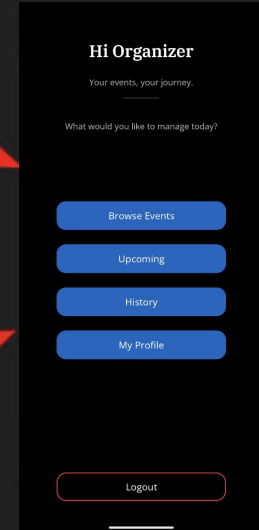 Hi Organizer
Your events, your journey.
What would you like to manage today?
Browse Events
Upcoming
History
My Profile
Logout